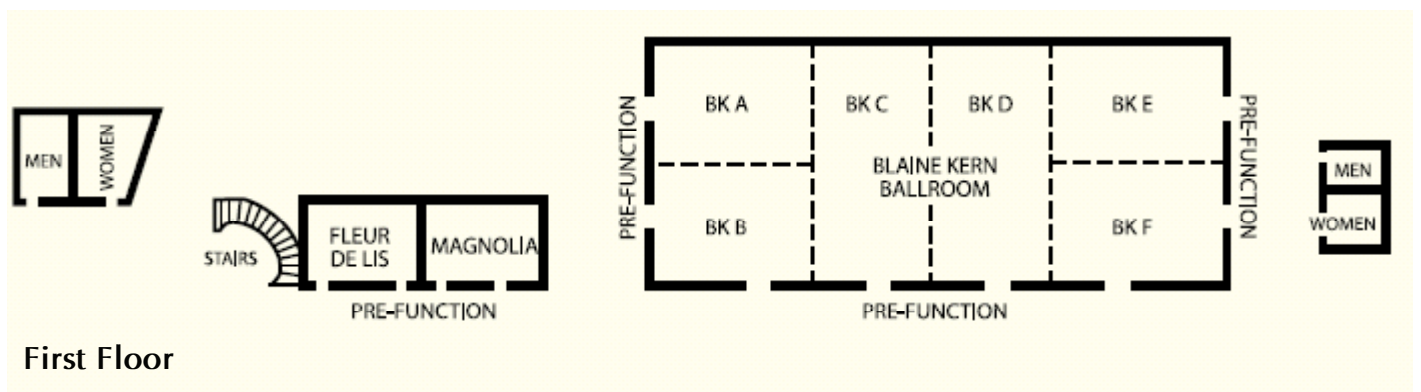 MEN
WOMEN
STAIRS
FLEUR
DE LIS
MAGNOLIA
PRE-FUNCTION
PRE-FUNCTION
BK A
BK C
BK D
BK E
BLAINE KERN
BALLROOM
BK B
BK F
PRE-FUNCTION
PRE-FUNCTION
MEN
WOMEN
First Floor